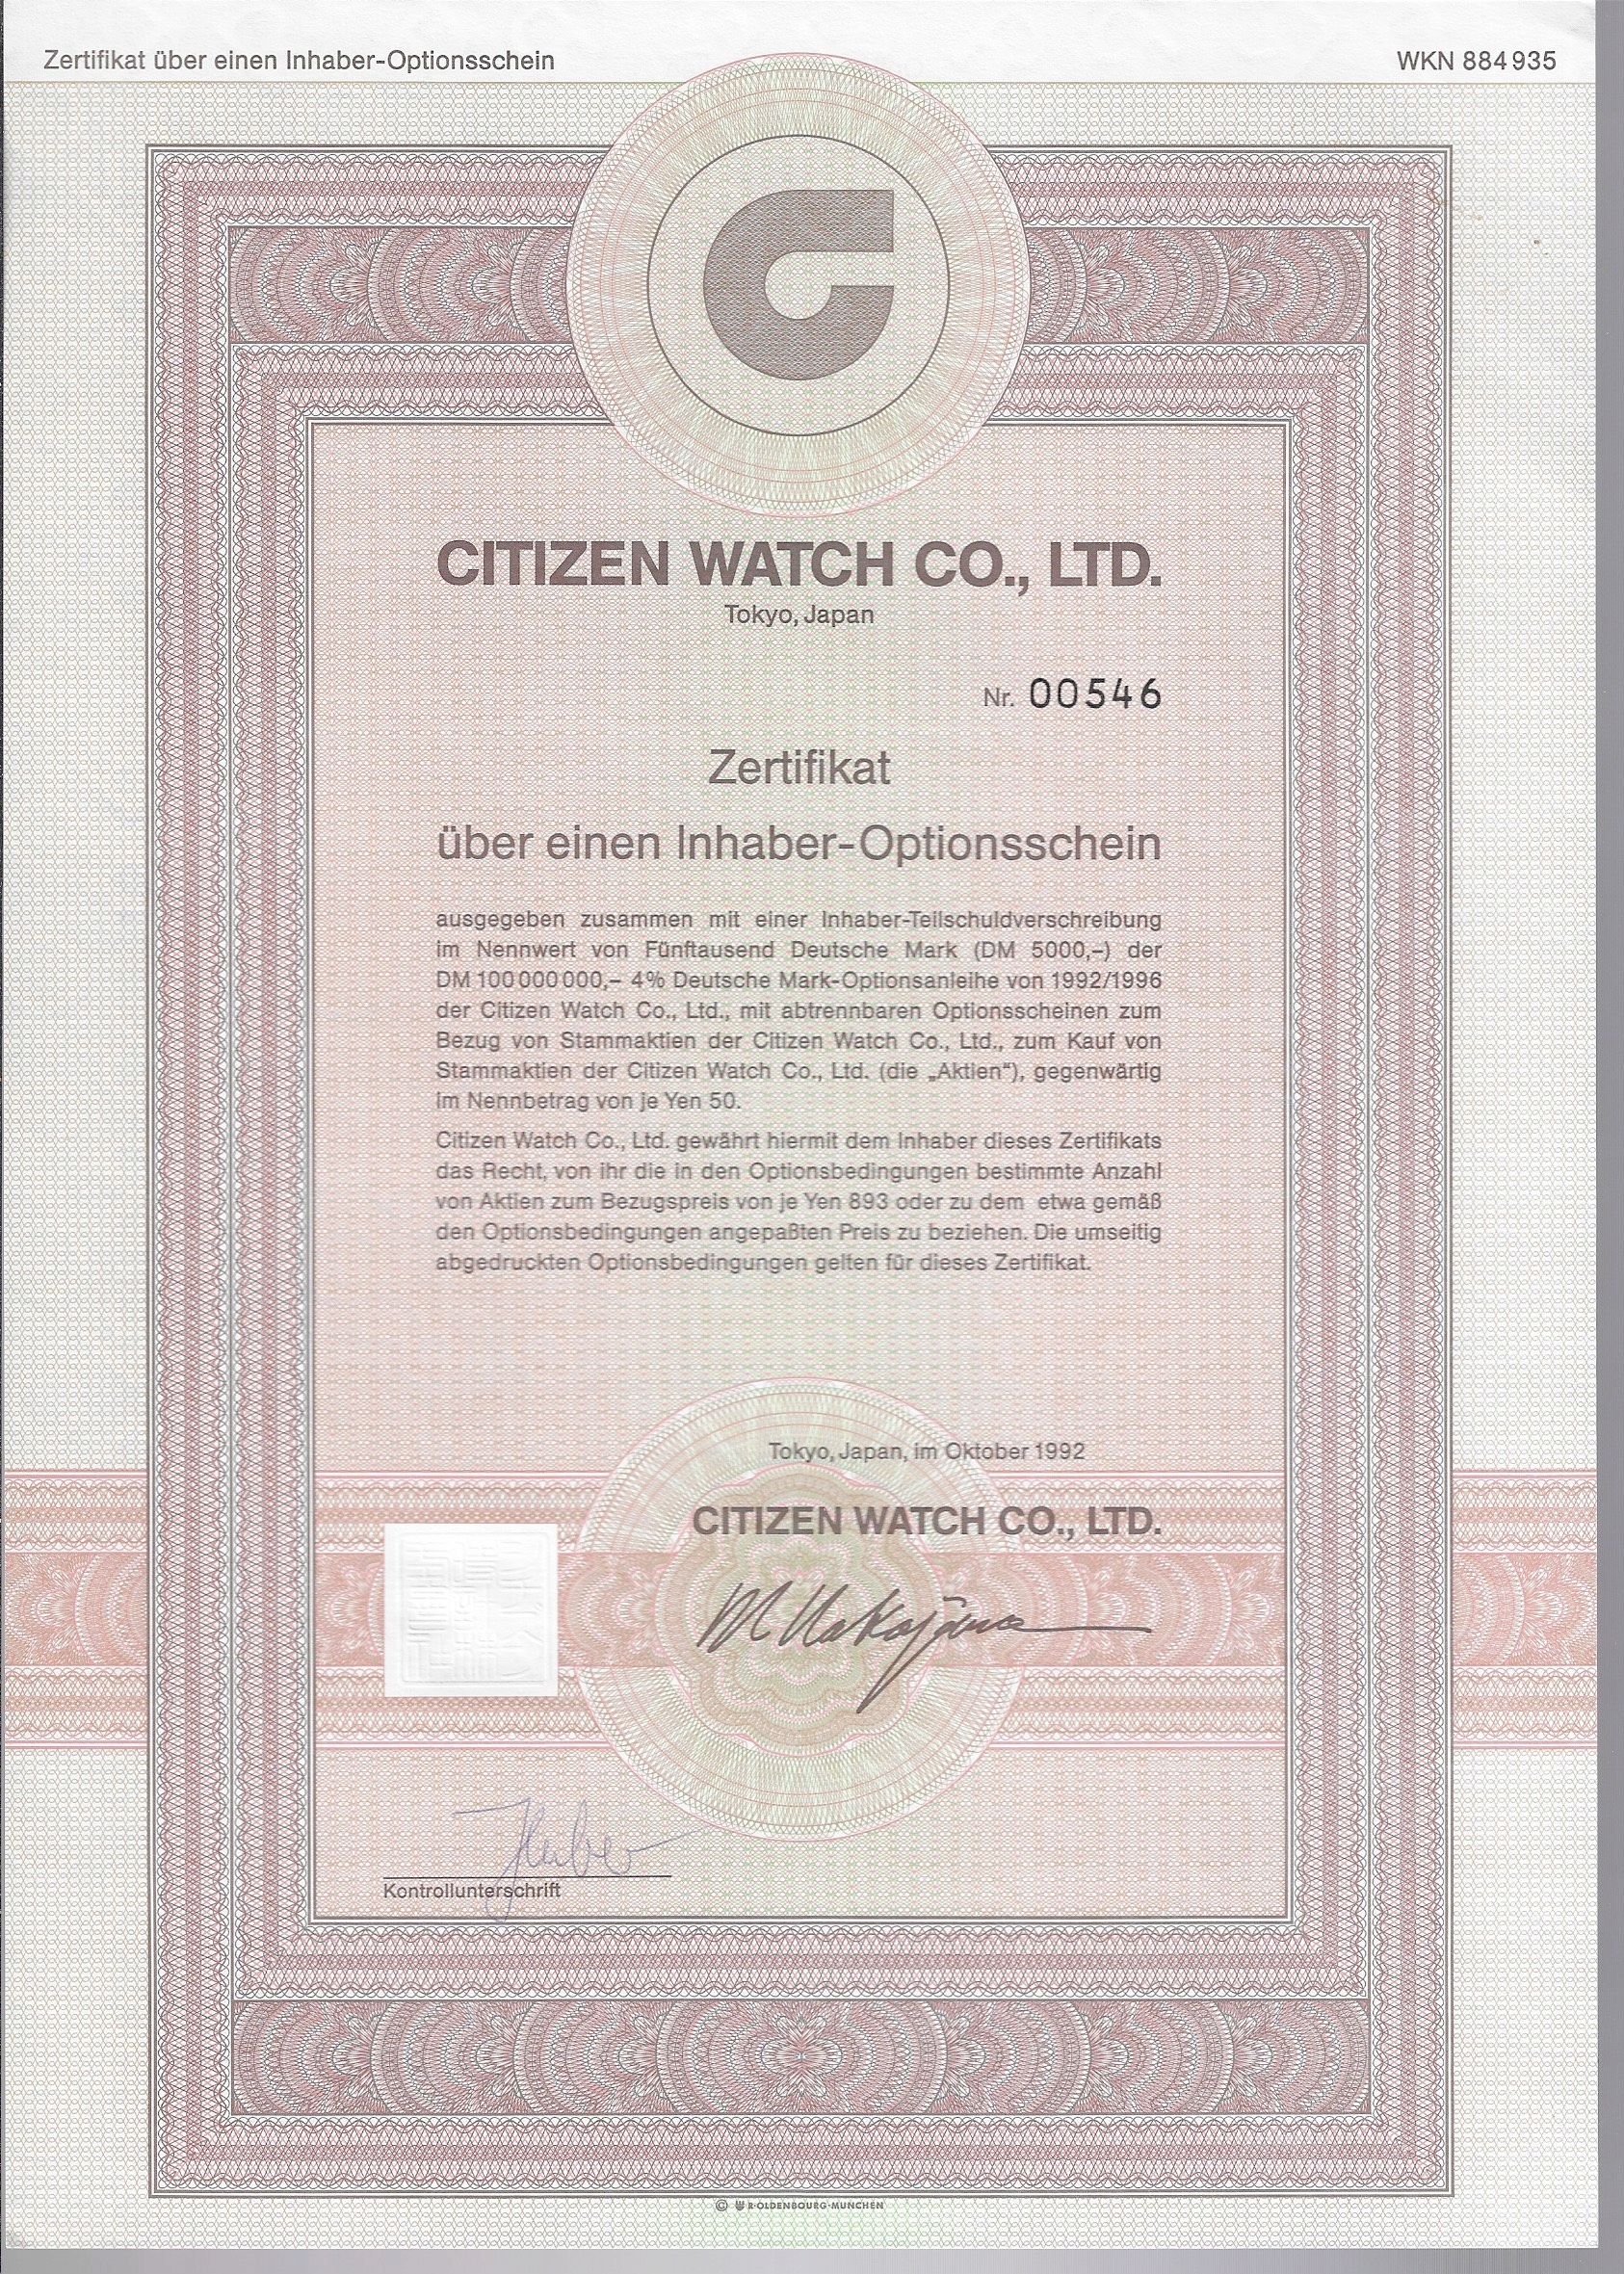 Zertifikat über einen Inhaber-Optionsschein
WKN 884935
CITIZEN WATCH CO., LTD.
Tokyo, Japan
Nr. 00546
Zertifikat
über einen Inhaber-Optionsschein
ausgegeben zusammen mit einer Inhaber-Teilschuldverschreibung
im Nennwert von Fünftausend Deutsche Mark (DM 5000,–) der
DM 100 000 000,– 4% Deutsche Mark-Optionsanleihe von 1992/1996
der Citizen Watch Co., Ltd., mit abtrennbaren Optionsscheinen zum
Bezug von Stammaktien der Citizen Watch Co., Ltd., zum Kauf von
Stammaktien der Citizen Watch Co., Ltd. (die „Aktien“), gegenwärtig
im Nennbetrag von je Yen 50.
Citizen Watch Co., Ltd. gewährt hiermit dem Inhaber dieses Zertifikats
das Recht, von ihr die in den Optionsbedingungen bestimmte Anzahl
von Aktien zum Bezugspreis von je Yen 893 oder zu dem etwa gemäß
den Optionsbedingungen angepaßten Preis zu beziehen. Die umseitig
abgedruckten Optionsbedingungen gelten für dieses Zertifikat.
Tokyo, Japan, im Oktober 1992
CITIZEN WATCH CO., LTD.
M Nakajima
Kontrollunterschrift
© R·OLDENBOURG·MÜNCHEN